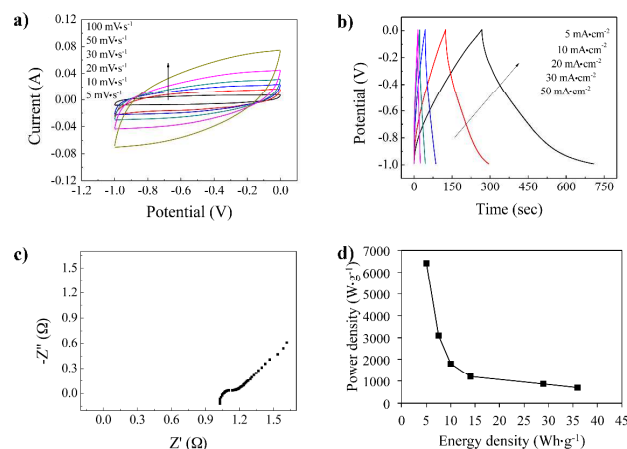 a)
100 mV·s⁻¹
50 mV·s⁻¹
30 mV·s⁻¹
20 mV·s⁻¹
10 mV·s⁻¹
5 mV·s⁻¹
Current (A)
0.12
0.08
0.04
0.00
-0.04
-0.08
0.12
-1.2
-0.9
-0.6
-0.3
0.0
Potential (V)
b)
5 mA·cm⁻²
10 mA·cm⁻²
20 mA·cm⁻²
30 mA·cm⁻²
50 mA·cm⁻²
Potential (V)
0.0
-0.2
-0.4
-0.6
-0.8
-1.0
0
150
300
450
600
750
Time (sec)
c)
-Z" (Ω)
1.5
1.2
0.9
0.6
0.3
0.0
0.0
0.3
0.6
0.9
1.2
1.5
Z' (Ω)
d)
Power density (W·g⁻¹)
7000
6000
5000
4000
3000
2000
1000
0
0
5
10
15
20
25
30
35
40
45
Energy density (Wh·g⁻¹)